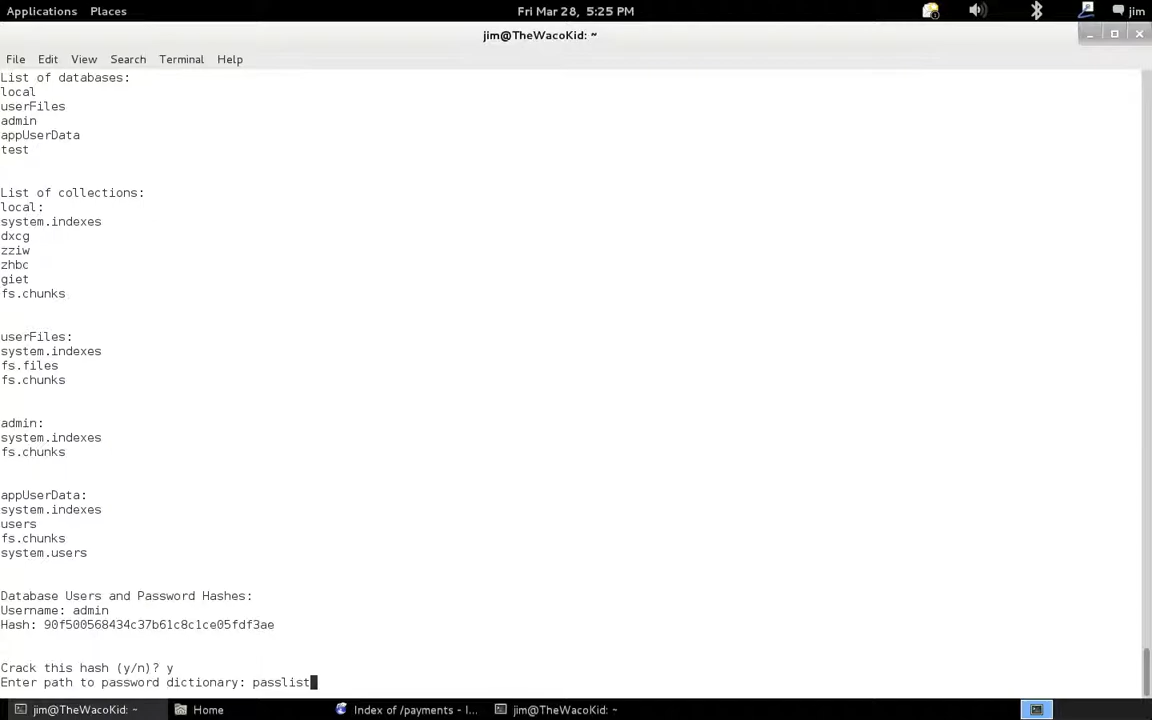 Applications Places Fri Mar 28, 5:25 PM jim
jim@TheWacoKid: ~
File Edit View Search Terminal Help
List of databases:
local
userFiles
admin
appUserData
test
List of collections:
local:
system.indexes
dxcg
zziw
zhbc
giet
fs.chunks
userFiles:
system.indexes
fs.files
fs.chunks
admin:
system.indexes
fs.chunks
appUserData:
system.indexes
users
fs.chunks
system.users
Database Users and Password Hashes:
Username: admin
Hash: 90f500568434c37b61c8c1ce05fdf3ae
Crack this hash (y/n)? y
Enter path to password dictionary: passlist
jim@TheWacoKid: ~ Home Index of /payments - I... jim@TheWacoKid: ~